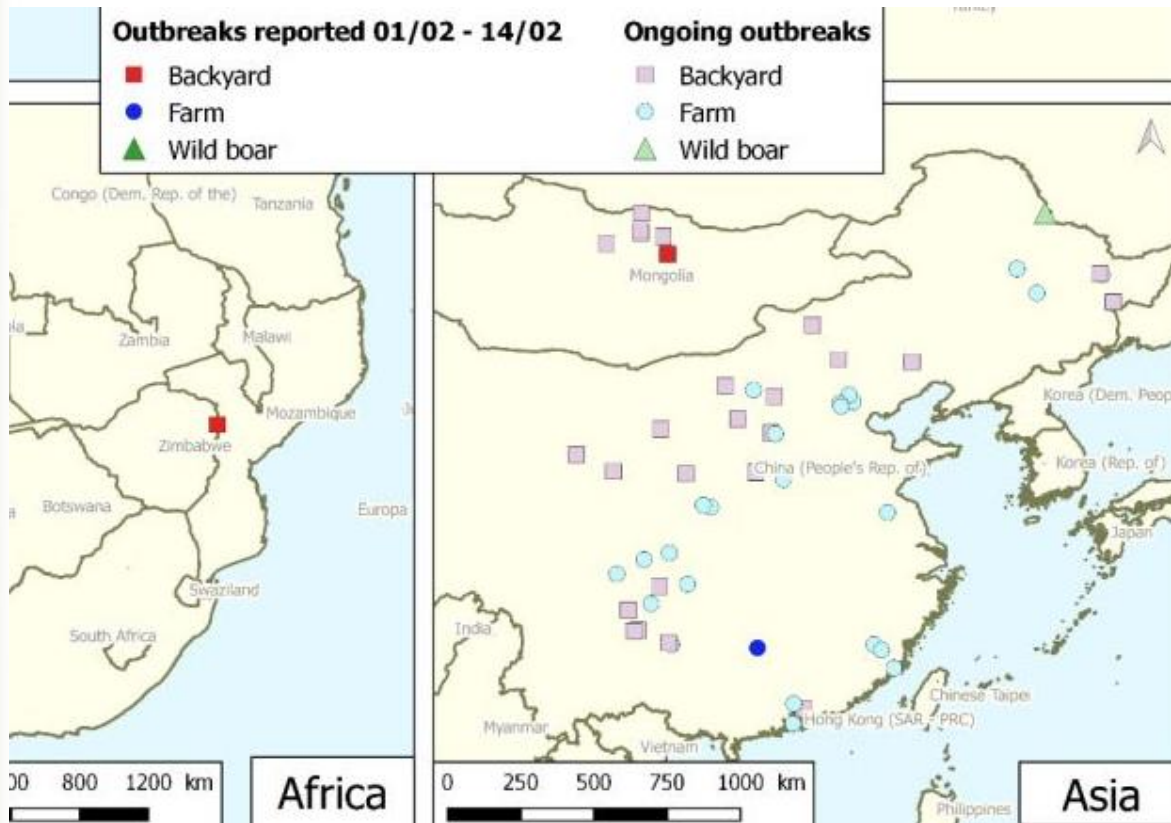 Outbreaks reported 01/02 - 14/02
Backyard
Farm
Wild boar
Ongoing outbreaks
Backyard
Farm
Wild boar
Congo (Dem. Rep. of the)
Tanzania
Zambia
Malawi
Mozambique
Zimbabwe
Botswana
Swaziland
South Africa
Europa
800 1200 km
Africa
Mongolia
Korea (Dem. Peop
China (People's Rep. of)
Korea (Rep. of)
Japan
India
Chinese Taipei
Hong Kong (SAR - PRC)
Myanmar
Vietnam
Philippines
0 250 500 750 1000 km
Asia